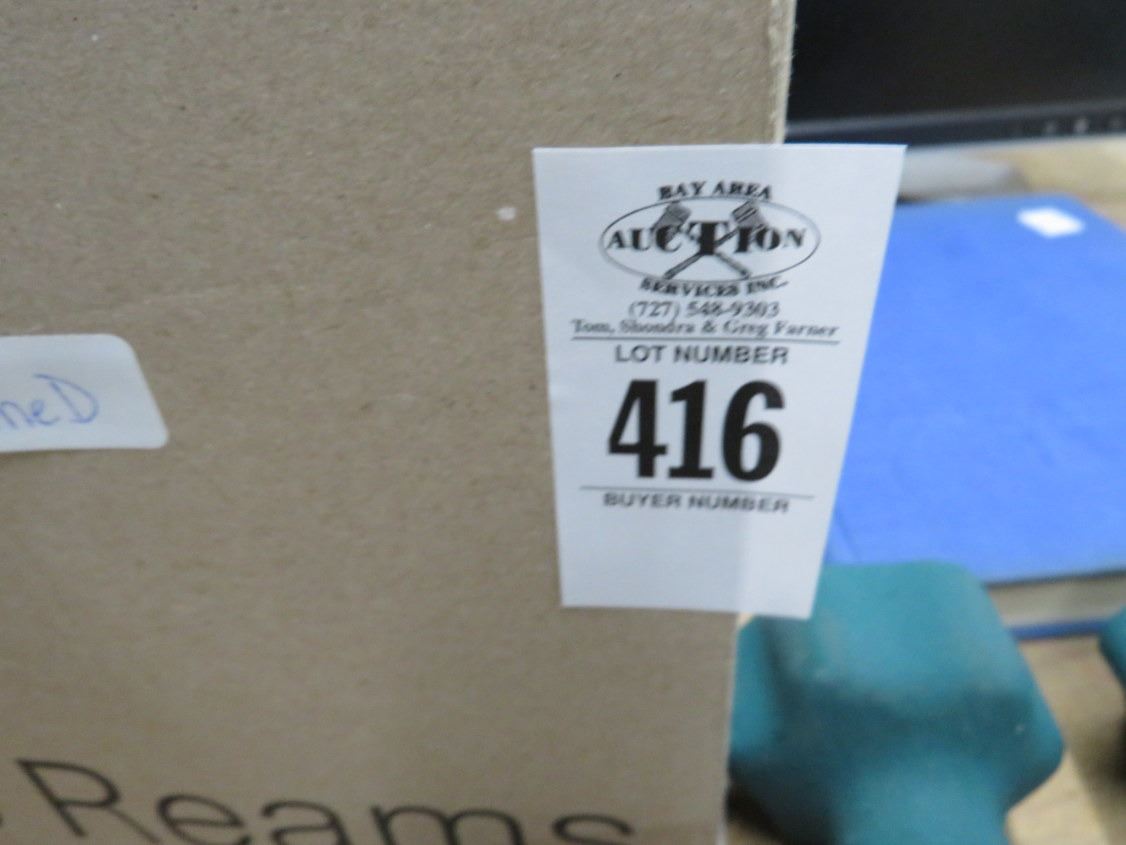 BAY AREA
AUCTION
SERVICES INC.
(727) 548-9303
Tom, Shondra & Greg Farner
LOT NUMBER
416
BUYER NUMBER
neD
Reams